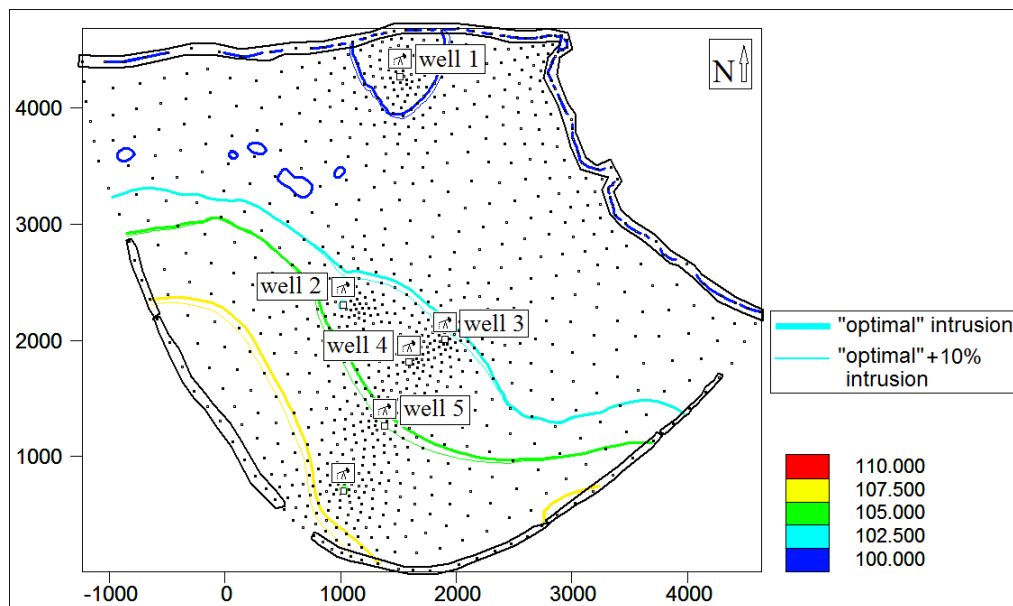 well 1
N
4000
3000
well 2
well 3
2000
well 4
"optimal" intrusion
"optimal"+10%
intrusion
well 5
1000
110.000
107.500
105.000
102.500
100.000
-1000 0 1000 2000 3000 4000